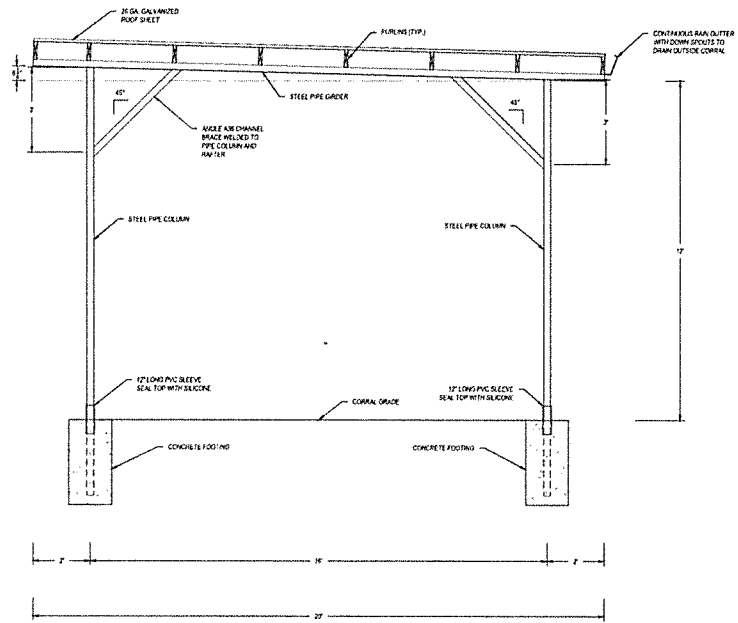 26 GA. GALVANIZED
ROOF SHEET
PURLINS (TYP.)
CONTINUOUS RAIN GUTTER
WITH DOWN SPOUTS TO
DRAIN OUTSIDE CORRAL
STEEL PIPE GIRDER
45°
45°
ANGLE A36 CHANNEL
BRACE WELDED TO
PIPE COLUMN AND
RAFTER
3'
3'
STEEL PIPE COLUMN
STEEL PIPE COLUMN
12'
12" LONG PVC SLEEVE
SEAL TOP WITH SILICONE
12" LONG PVC SLEEVE
SEAL TOP WITH SILICONE
CORRAL GRADE
CONCRETE FOOTING
CONCRETE FOOTING
2'
16'
2'
20'